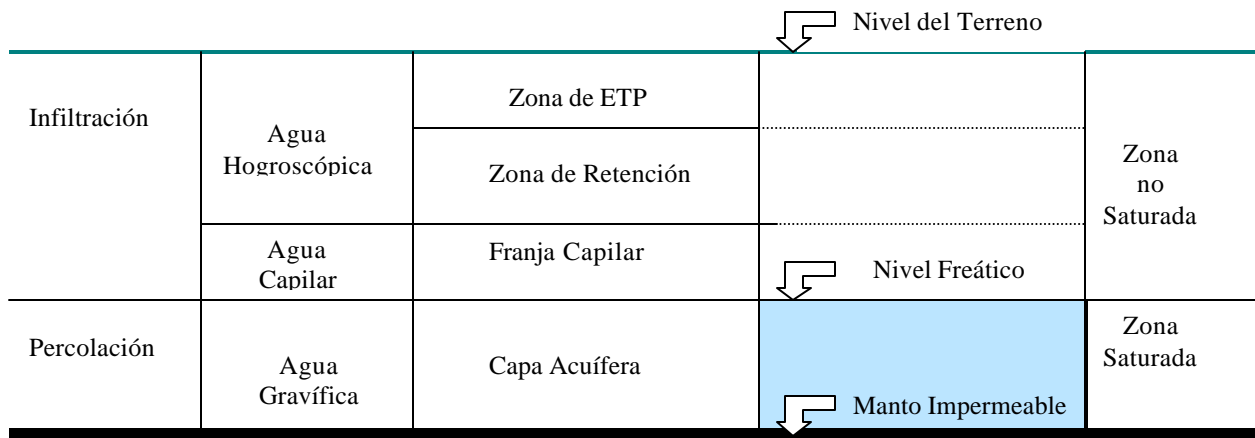 Nivel del Terreno
Infiltración
Agua
Hogroscópica
Zona de ETP
Zona de Retención
Zona
no
Saturada
Agua
Capilar
Franja Capilar
Nivel Freático
Percolación
Agua
Gravífica
Capa Acuífera
Manto Impermeable
Zona
Saturada